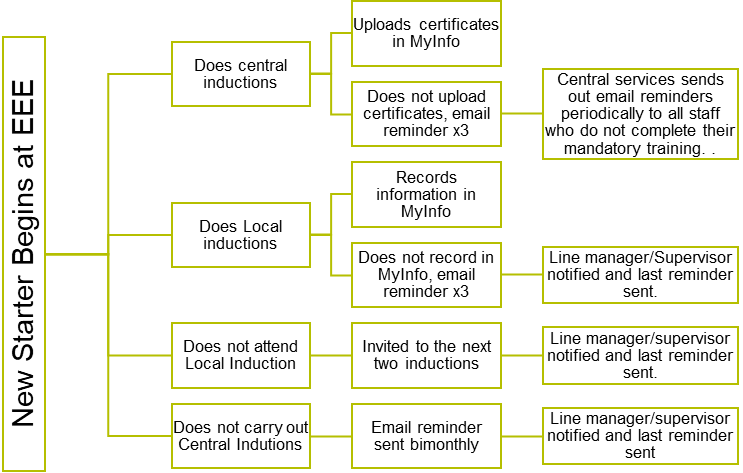 New Starter Begins at EEE
Does central
inductions
Uploads certificates
in MyInfo
Does not upload
certificates, email
reminder x3
Central services sends
out email reminders
periodically to all staff
who do not complete their
mandatory training. .
Does Local
inductions
Records
information in
MyInfo
Does not record in
MyInfo, email
reminder x3
Line manager/Supervisor
notified and last reminder
sent.
Does not attend
Local Induction
Invited to the next
two inductions
Line manager/supervisor
notified and last reminder
sent.
Does not carry out
Central Indutions
Email reminder
sent bimonthly
Line manager/supervisor
notified and last reminder
sent